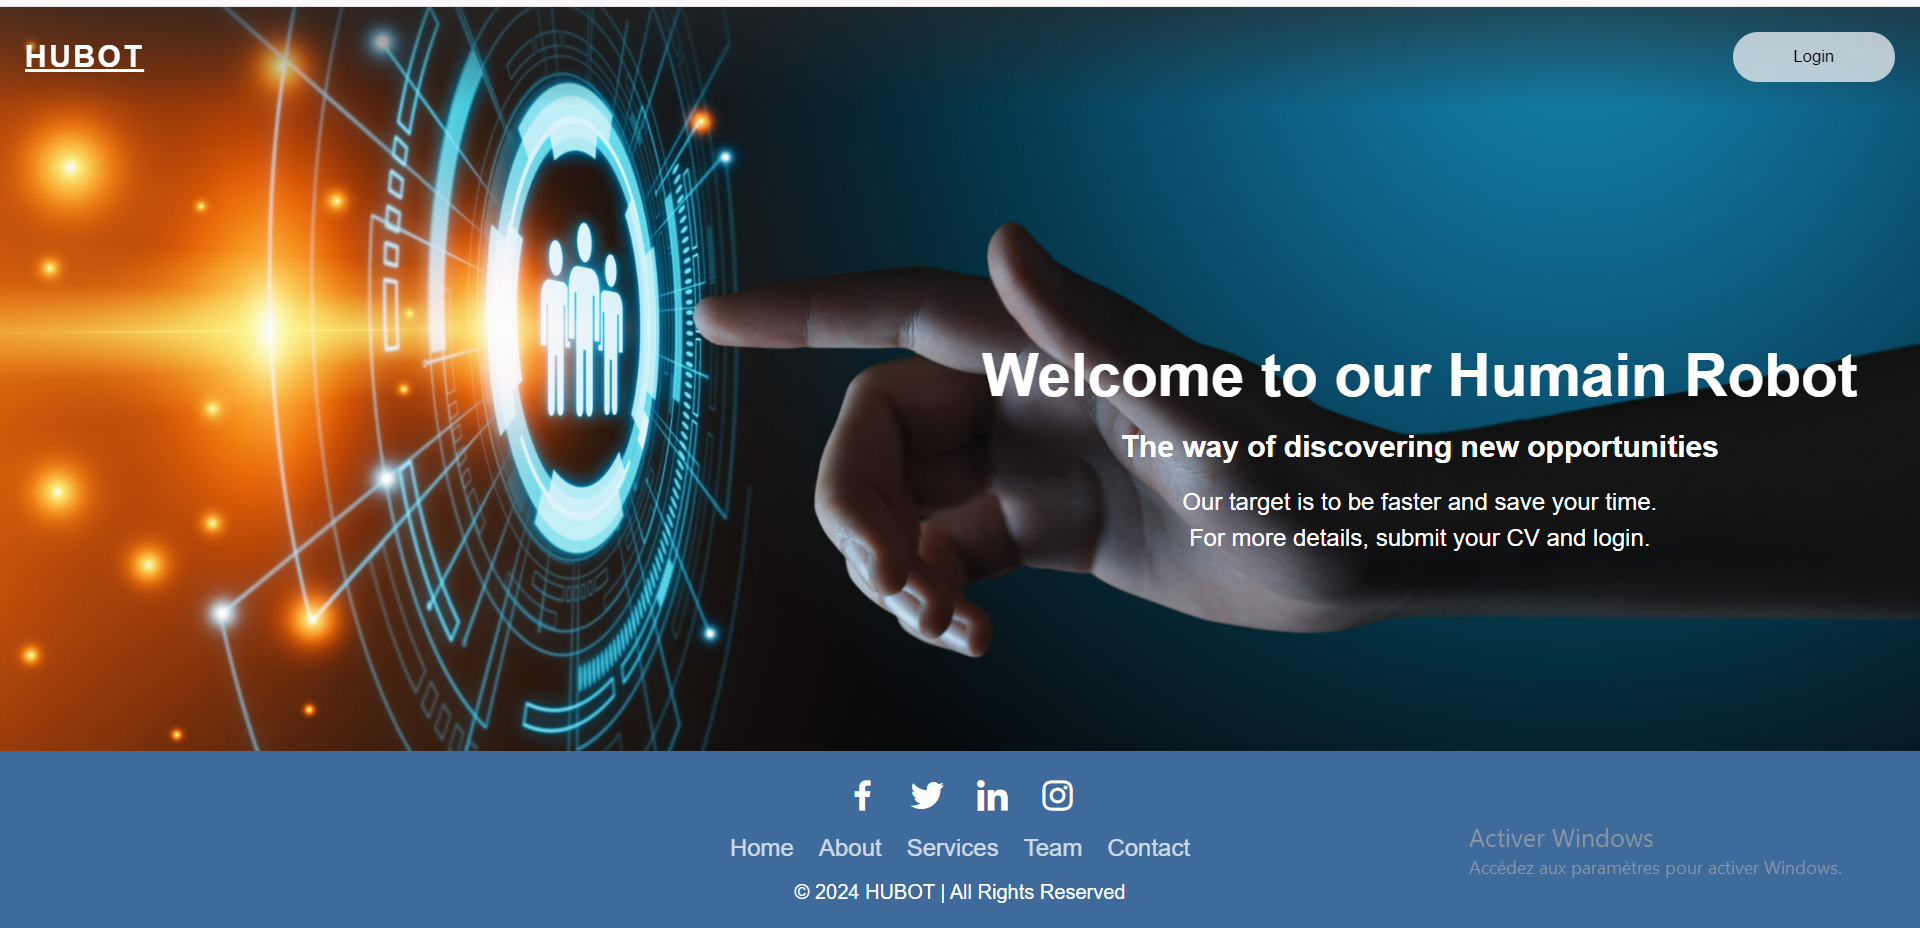 HUBOT
Login
Welcome to our Humain Robot
The way of discovering new opportunities
Our target is to be faster and save your time.
For more details, submit your CV and login.
Home About Services Team Contact
© 2024 HUBOT | All Rights Reserved
Activer Windows
Accédez aux paramètres pour activer Windows.